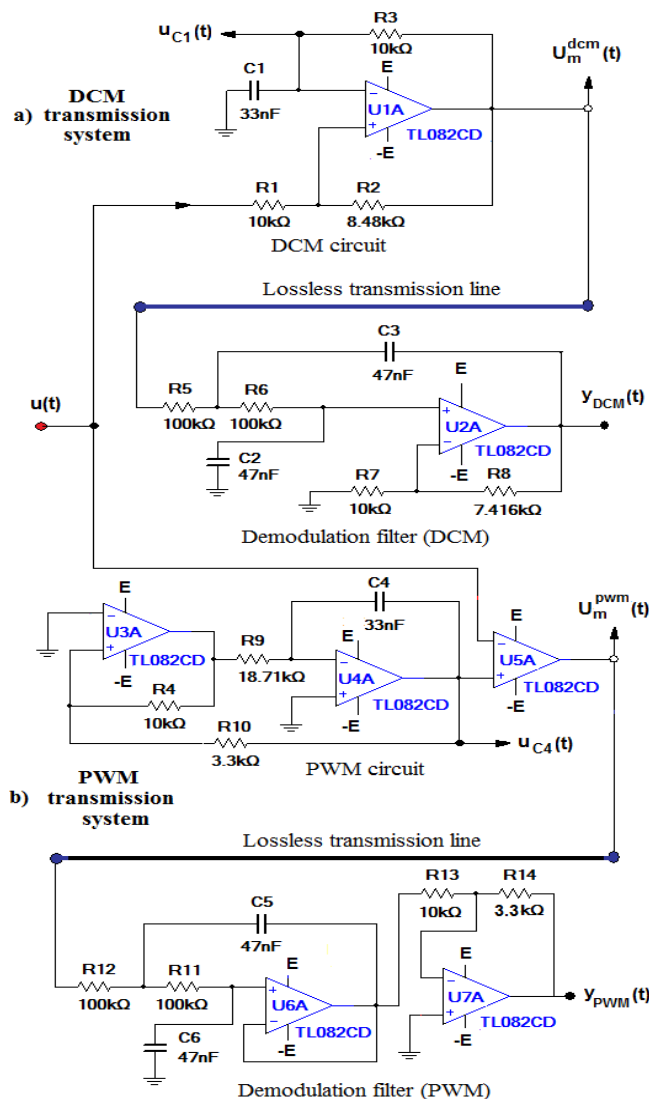 R3
u_C1(t)
10kΩ
U_m^dcm(t)
C1
E
33nF
DCM
a) transmission
system
−
U1A
+
TL082CD
-E
R1
R2
10kΩ
8.48kΩ
DCM circuit
Lossless transmission line
C3
47nF
E
R5
R6
y_DCM(t)
u(t)
100kΩ
100kΩ
+
U2A
−
TL082CD
C2
47nF
-E
R7
R8
10kΩ
7.416kΩ
Demodulation filter (DCM)
C4
E
U_m^pwm(t)
33nF
−
U3A
+
E
E
R9
−
U5A
+
TL082CD
-E
18.71kΩ
−
U4A
+
TL082CD
TL082CD
R4
-E
-E
10kΩ
R10
3.3kΩ
u_C4(t)
PWM circuit
PWM
b) transmission
system
Lossless transmission line
R13
R14
C5
10kΩ
3.3kΩ
47nF
R12
R11
E
E
100kΩ
100kΩ
+
U6A
−
TL082CD
−
U7A
+
y_PWM(t)
TL082CD
C6
-E
-E
47nF
Demodulation filter (PWM)